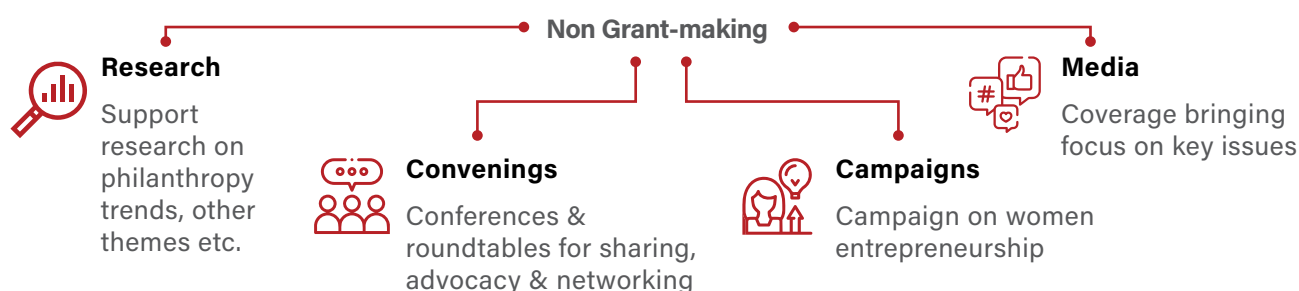 Non Grant-making
Research
Support
research on
philanthropy
trends, other
themes etc.
Convenings
Conferences &
roundtables for sharing,
advocacy & networking
Campaigns
Campaign on women
entrepreneurship
Media
Coverage bringing
focus on key issues
#